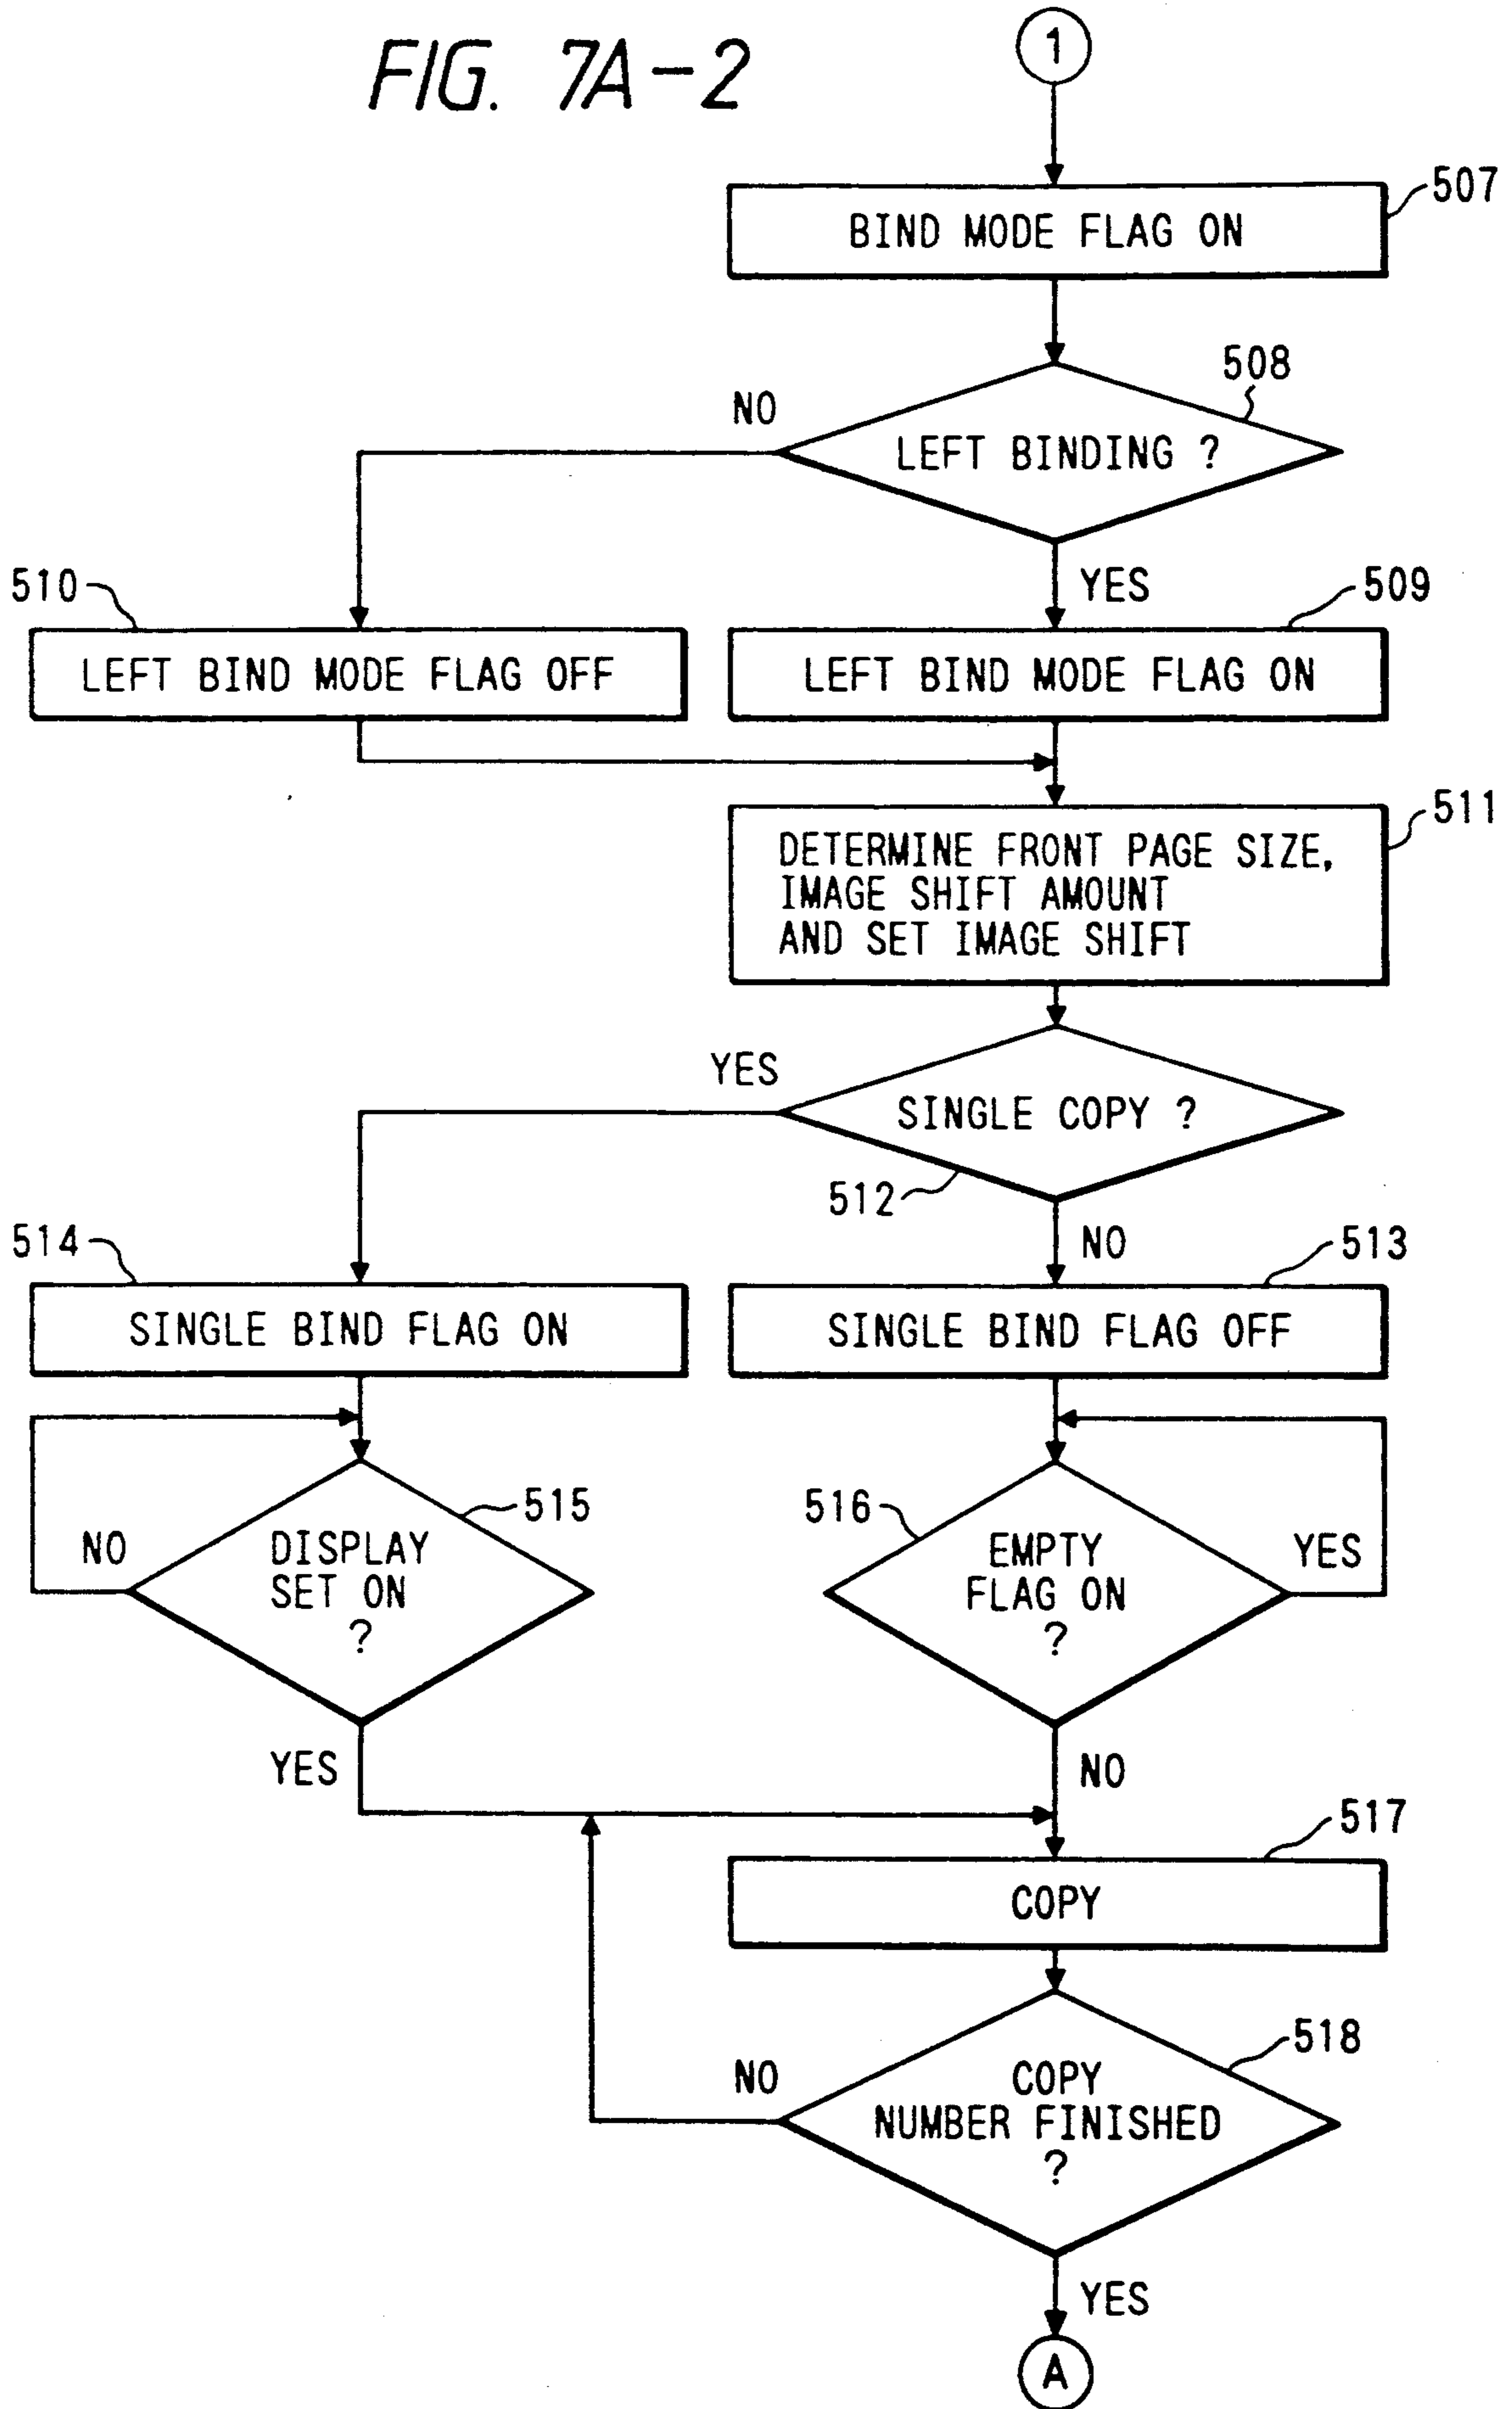 FIG. 7A-2
1
507
BIND MODE FLAG ON
508
NO
LEFT BINDING ?
YES
510
509
LEFT BIND MODE FLAG OFF
LEFT BIND MODE FLAG ON
511
DETERMINE FRONT PAGE SIZE,
IMAGE SHIFT AMOUNT
AND SET IMAGE SHIFT
YES
SINGLE COPY ?
512
NO
514
513
SINGLE BIND FLAG ON
SINGLE BIND FLAG OFF
515
516
NO
DISPLAY
SET ON
?
EMPTY
FLAG ON
?
YES
YES
NO
517
COPY
518
NO
COPY
NUMBER FINISHED
?
YES
A